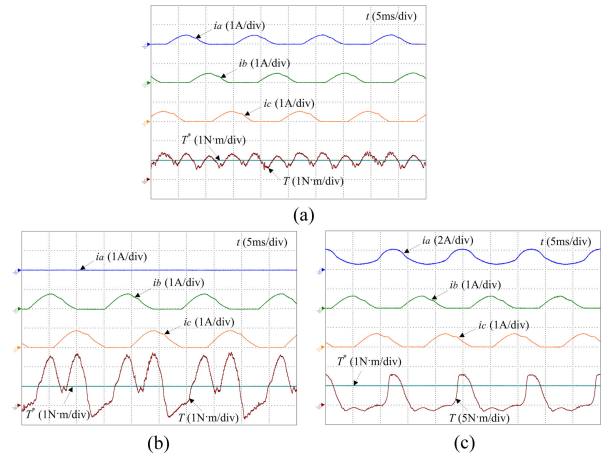 t (5ms/div)
ia (1A/div)
ib (1A/div)
ic (1A/div)
T* (1N·m/div)
T (1N·m/div)
(a)
t (5ms/div)
ia (1A/div)
ib (1A/div)
ic (1A/div)
T* (1N·m/div)
T (1N·m/div)
(b)
ia (2A/div)
t (5ms/div)
ib (1A/div)
ic (1A/div)
T* (1N·m/div)
T (5N·m/div)
(c)